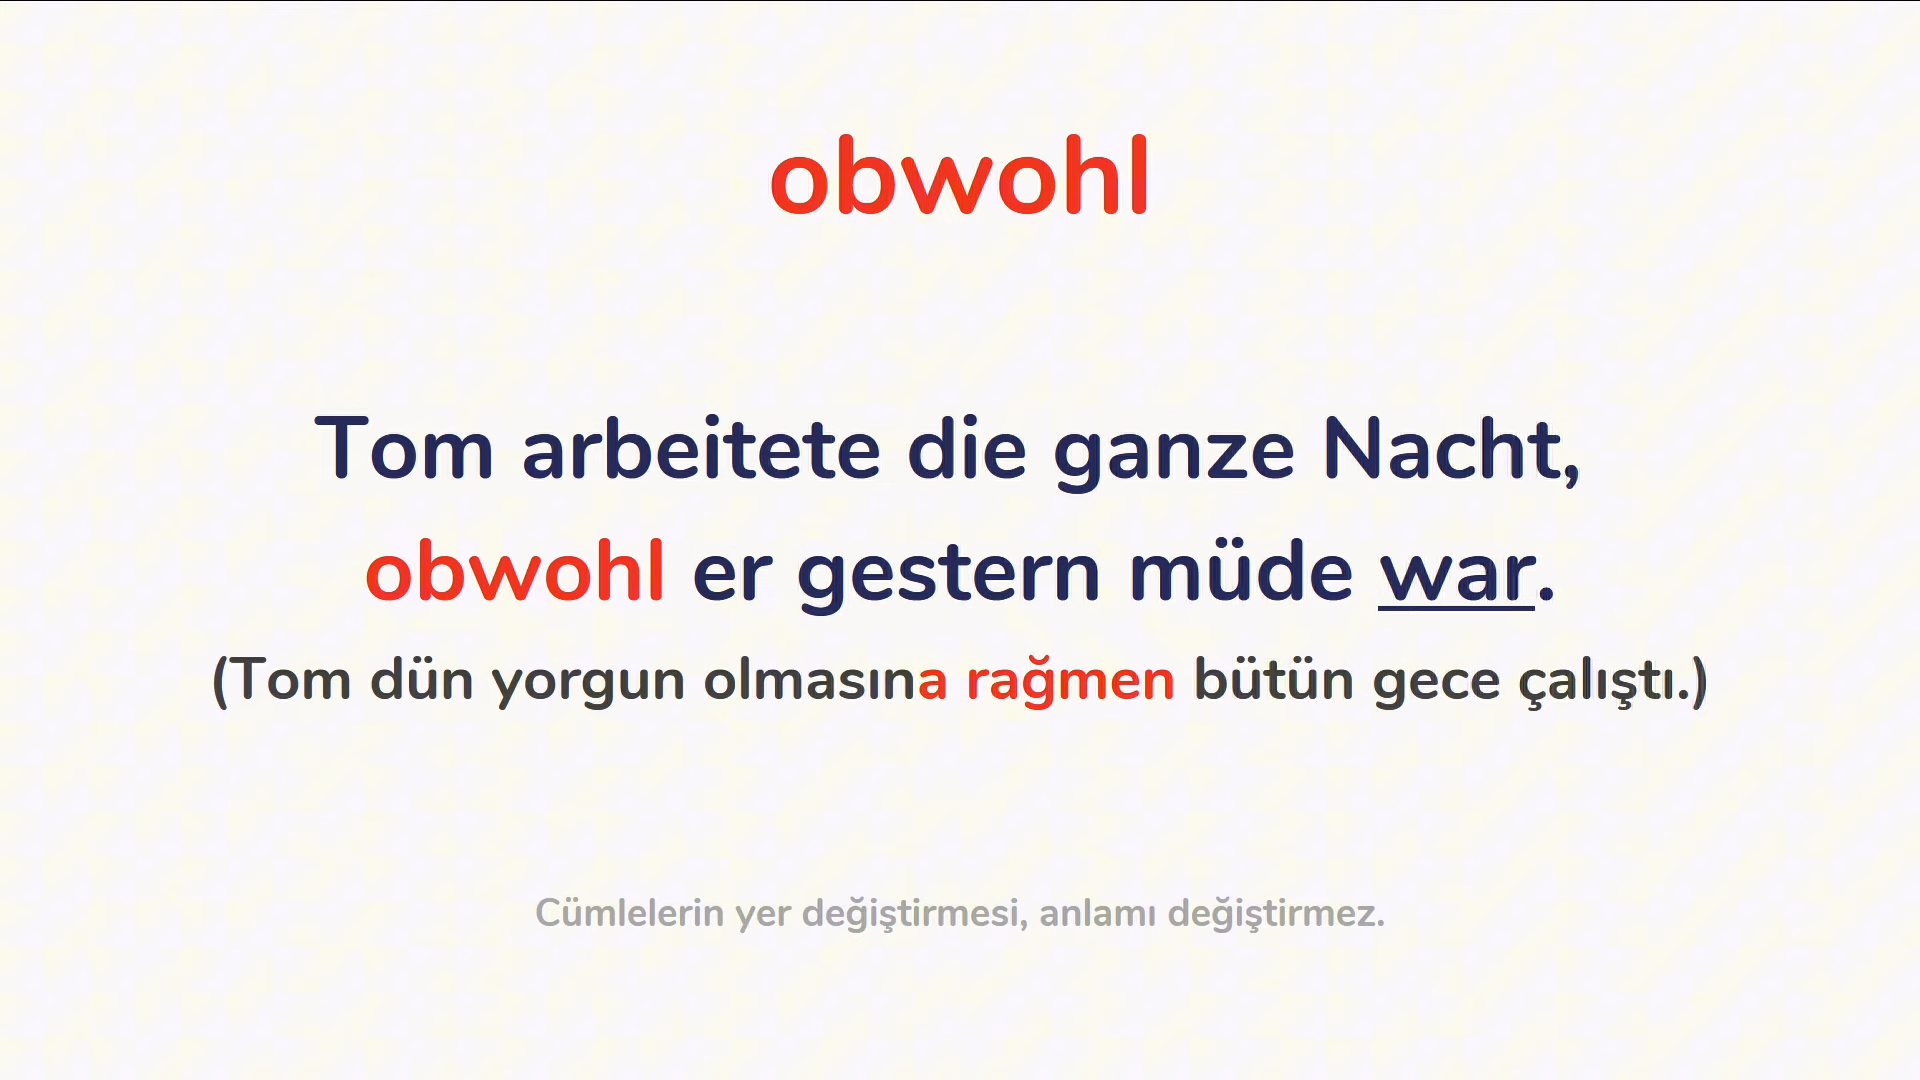 obwohl
Tom arbeitete die ganze Nacht,
obwohl er gestern müde war.
(Tom dün yorgun olmasına rağmen bütün gece çalıştı.)
Cümlelerin yer değiştirmesi, anlamı değiştirmez.